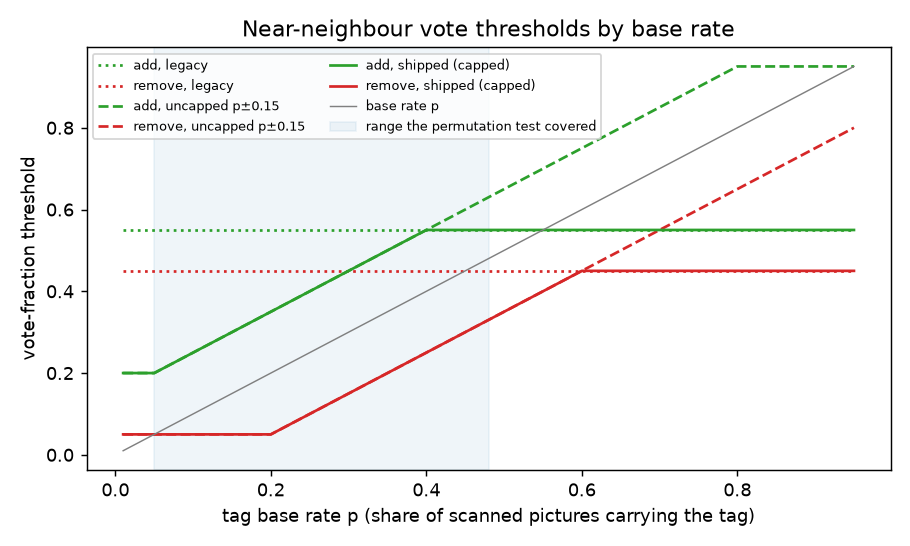 Near-neighbour vote thresholds by base rate
add, legacy
remove, legacy
add, uncapped p±0.15
remove, uncapped p±0.15
add, shipped (capped)
remove, shipped (capped)
base rate p
range the permutation test covered
vote-fraction threshold
0.8
0.6
0.4
0.2
0.0
0.0 0.2 0.4 0.6 0.8
tag base rate p (share of scanned pictures carrying the tag)